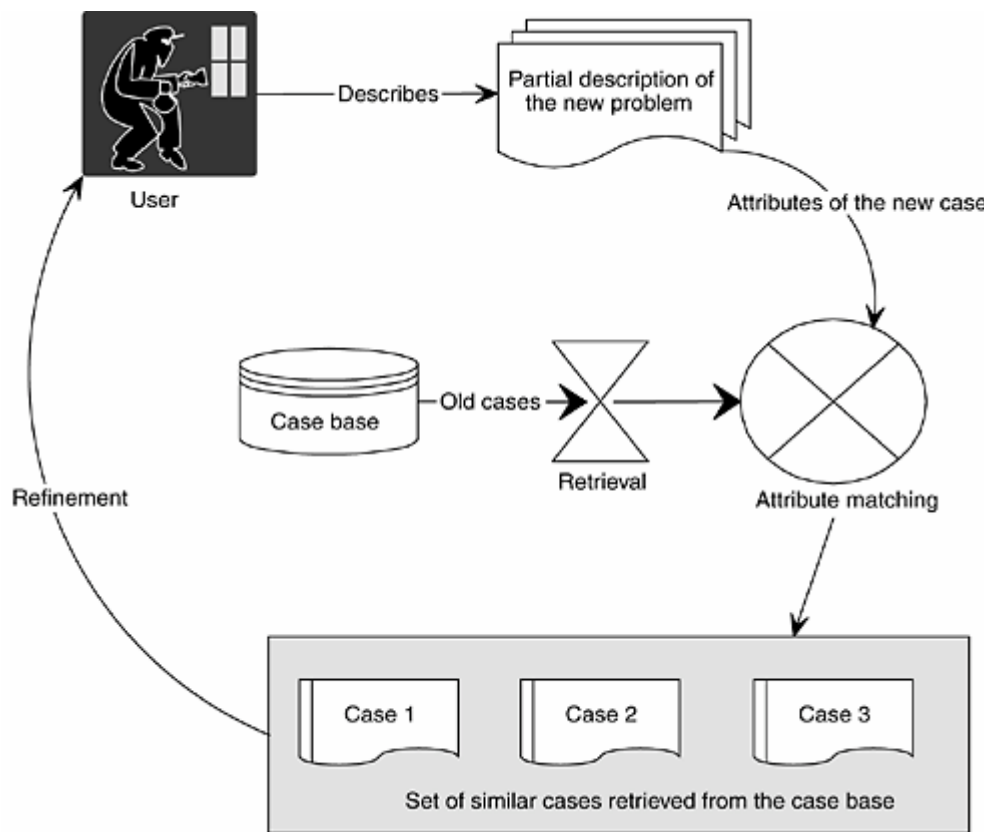 Describes
Partial description of
the new problem
User
Attributes of the new case
Case base
Old cases
Retrieval
Attribute matching
Refinement
Case 1
Case 2
Case 3
Set of similar cases retrieved from the case base